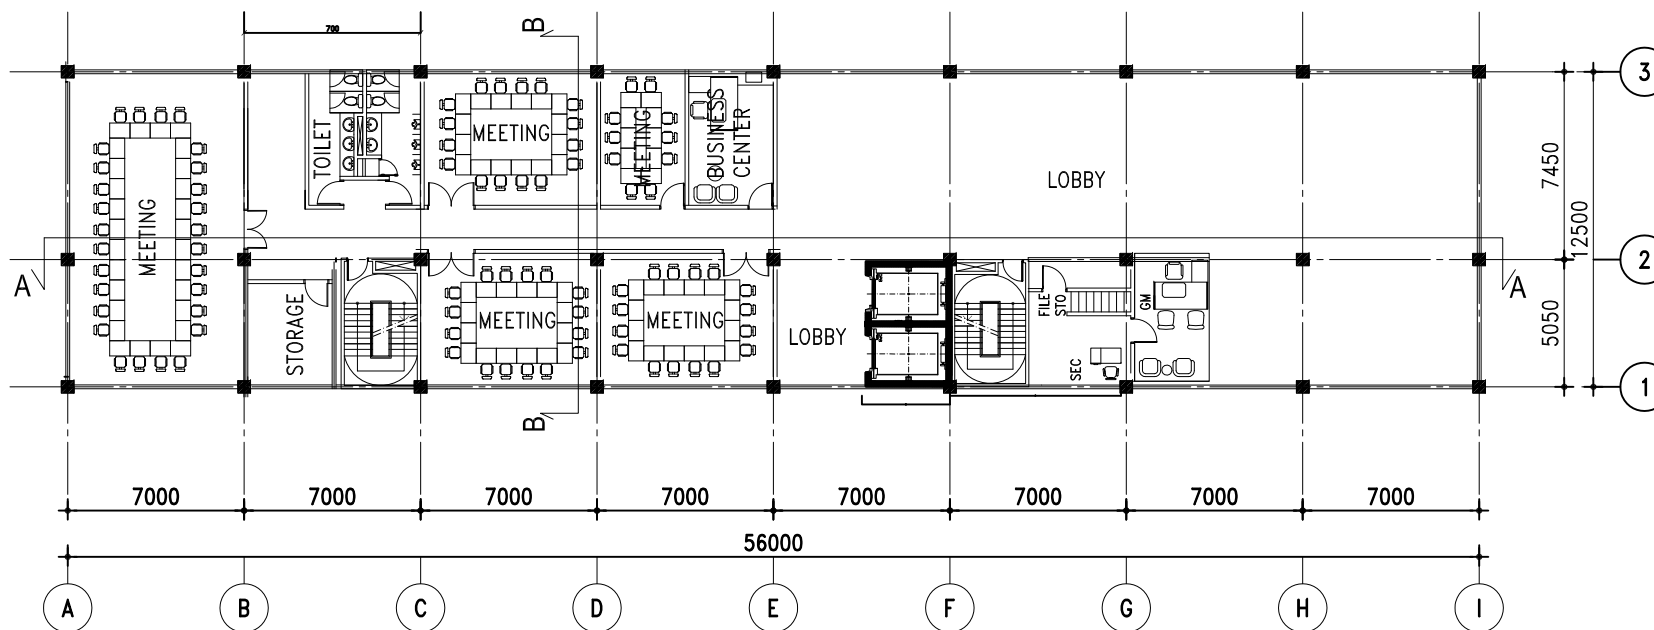 B
700
3
TOILET
MEETING
MEETING
BUSINESS
CENTER
LOBBY
7450
12500
MEETING
A
A
2
STORAGE
MEETING
MEETING
LOBBY
FILE
STO
GM
SEC
5050
1
B
7000
7000
7000
7000
7000
7000
7000
7000
56000
A
B
C
D
E
F
G
H
I